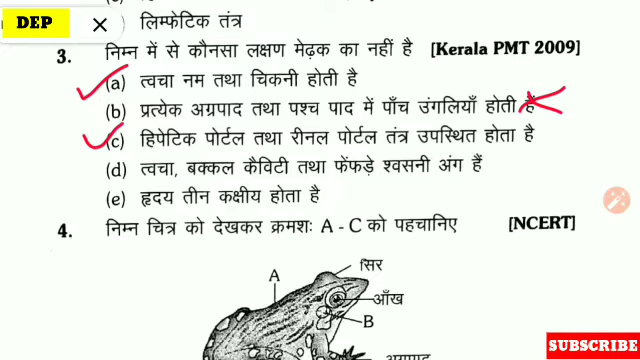 DEP
लिम्फेटिक तंत्र
3. निम्न में से कौनसा लक्षण मेढ़क का नहीं है [Kerala PMT 2009]
(a) त्वचा नम तथा चिकनी होती है
(b) प्रत्येक अग्रपाद तथा पश्च पाद में पाँच उंगलियाँ होती हैं
(c) हिपेटिक पोर्टल तथा रीनल पोर्टल तंत्र उपस्थित होता है
(d) त्वचा, बक्कल कैविटी तथा फेंफड़े श्वसनी अंग हैं
(e) हृदय तीन कक्षीय होता है
4. निम्न चित्र को देखकर क्रमशः A - C को पहचानिए [NCERT]
सिर
A
आँख
B
अग्रपाद
SUBSCRIBE